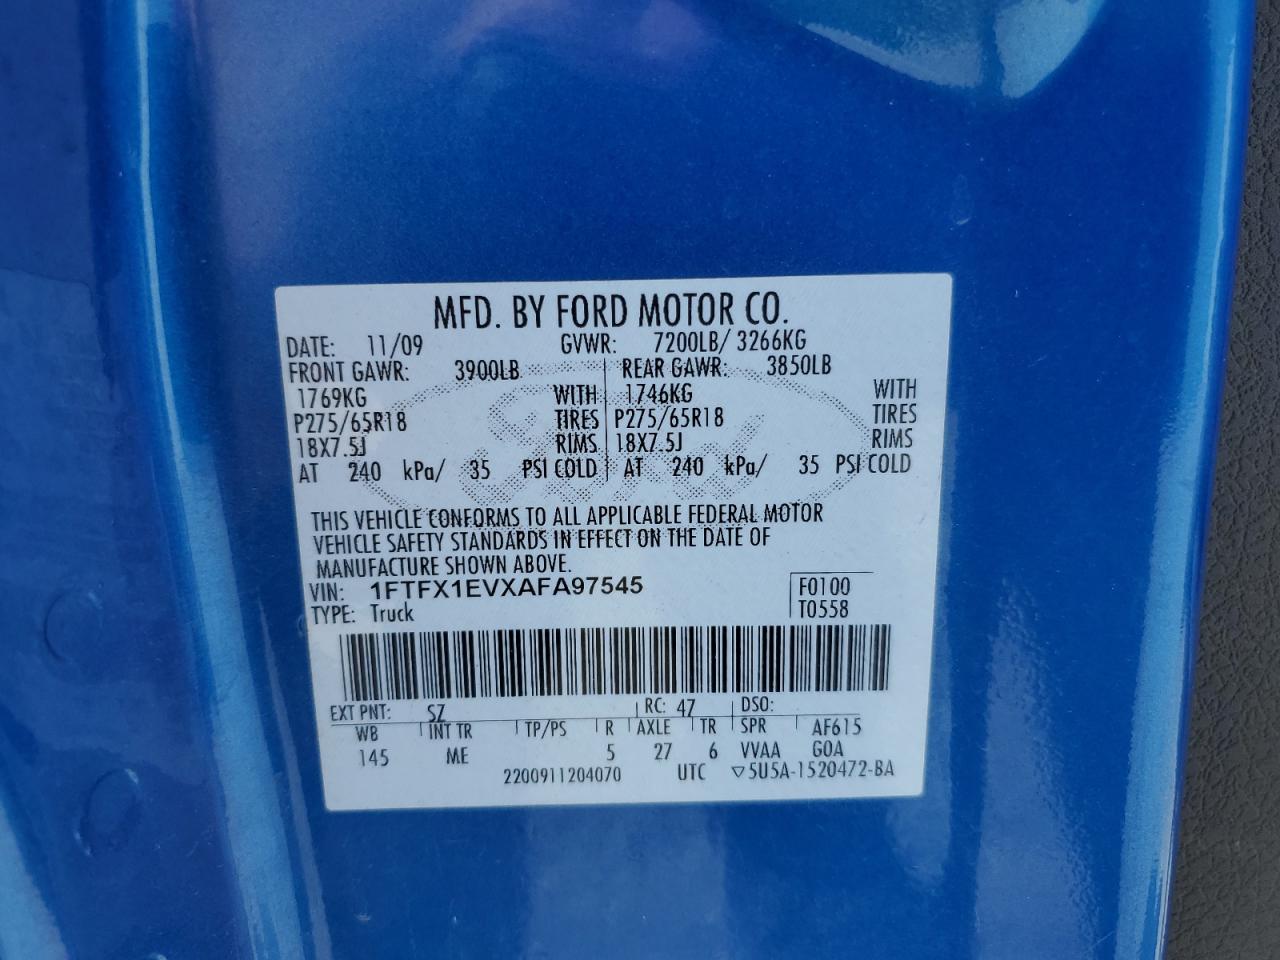 MFD. BY FORD MOTOR CO.
DATE: 11/09 GVWR: 7200LB/ 3266KG
FRONT GAWR: 3900LB REAR GAWR: 3850LB
1769KG WITH 1746KG WITH
P275/65R18 TIRES P275/65R18 TIRES
18X7.5J RIMS 18X7.5J RIMS
AT 240 kPa/ 35 PSI COLD AT 240 kPa/ 35 PSI COLD
THIS VEHICLE CONFORMS TO ALL APPLICABLE FEDERAL MOTOR
VEHICLE SAFETY STANDARDS IN EFFECT ON THE DATE OF
MANUFACTURE SHOWN ABOVE.
VIN: 1FTFX1EVXAFA97545 F0100
TYPE: Truck T0558
EXT PNT: SZ RC: 47 DSO:
WB INT TR TP/PS R AXLE TR SPR AF615
145 ME 5 27 6 VVAA GOA
2200911204070 UTC ▽5U5A-1520472-BA